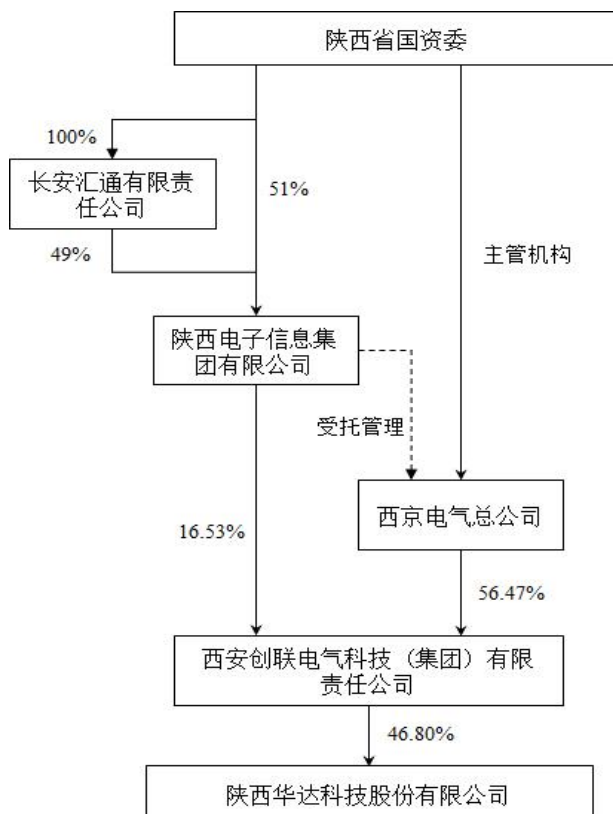 陕西省国资委
100%
长安汇通有限责
任公司
51%
49%
主管机构
陕西电子信息集
团有限公司
受托管理
西京电气总公司
16.53%
56.47%
西安创联电气科技（集团）有限
责任公司
46.80%
陕西华达科技股份有限公司